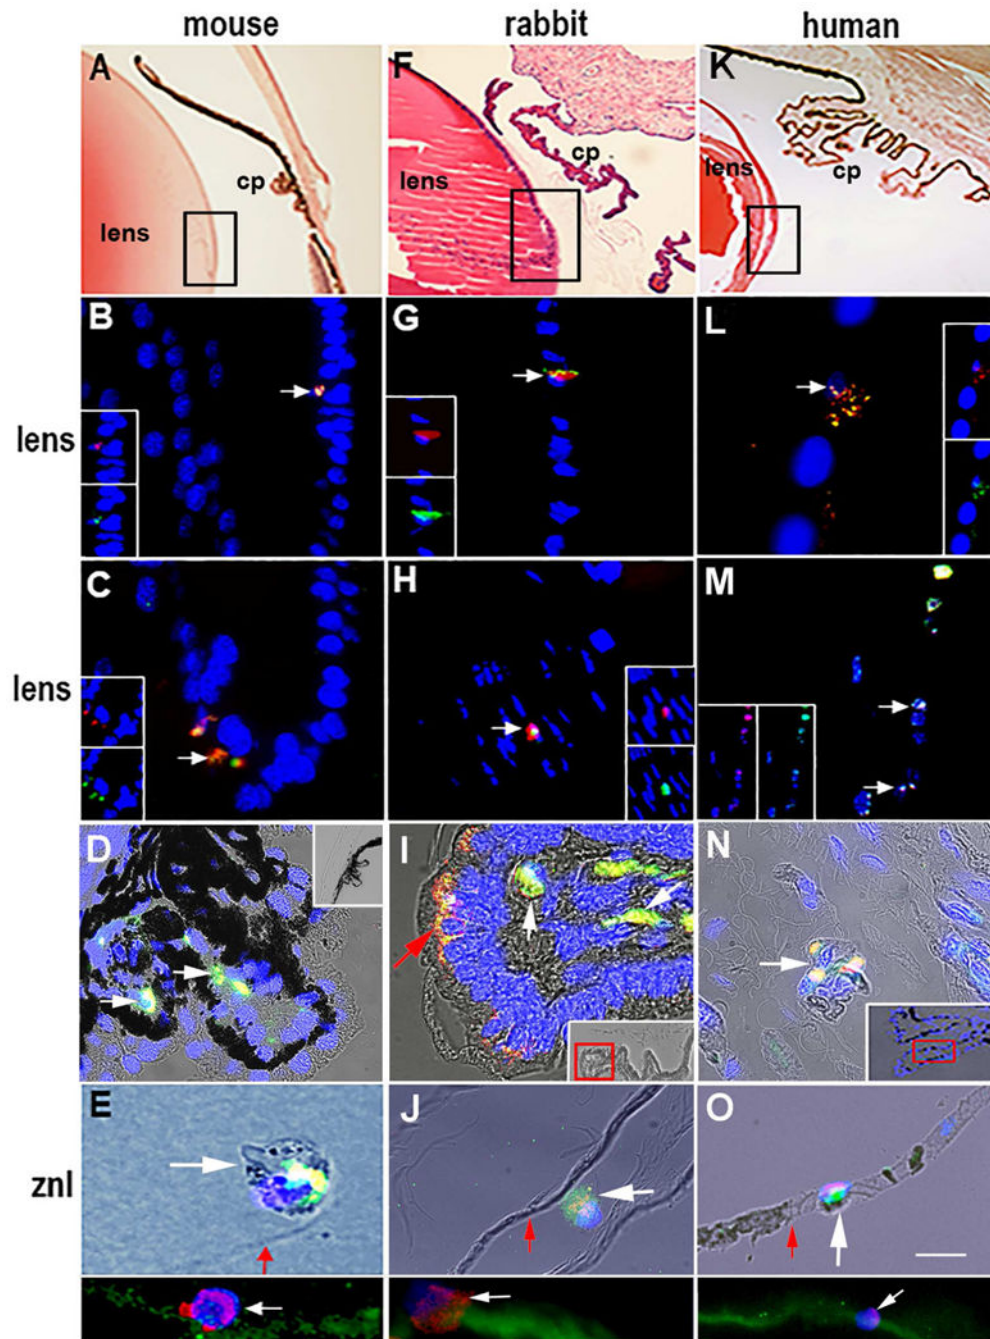 mouse rabbit human
A F K
cp cp cp
lens lens lens
B G L
lens
C H M
lens
D I N
E J O
znl